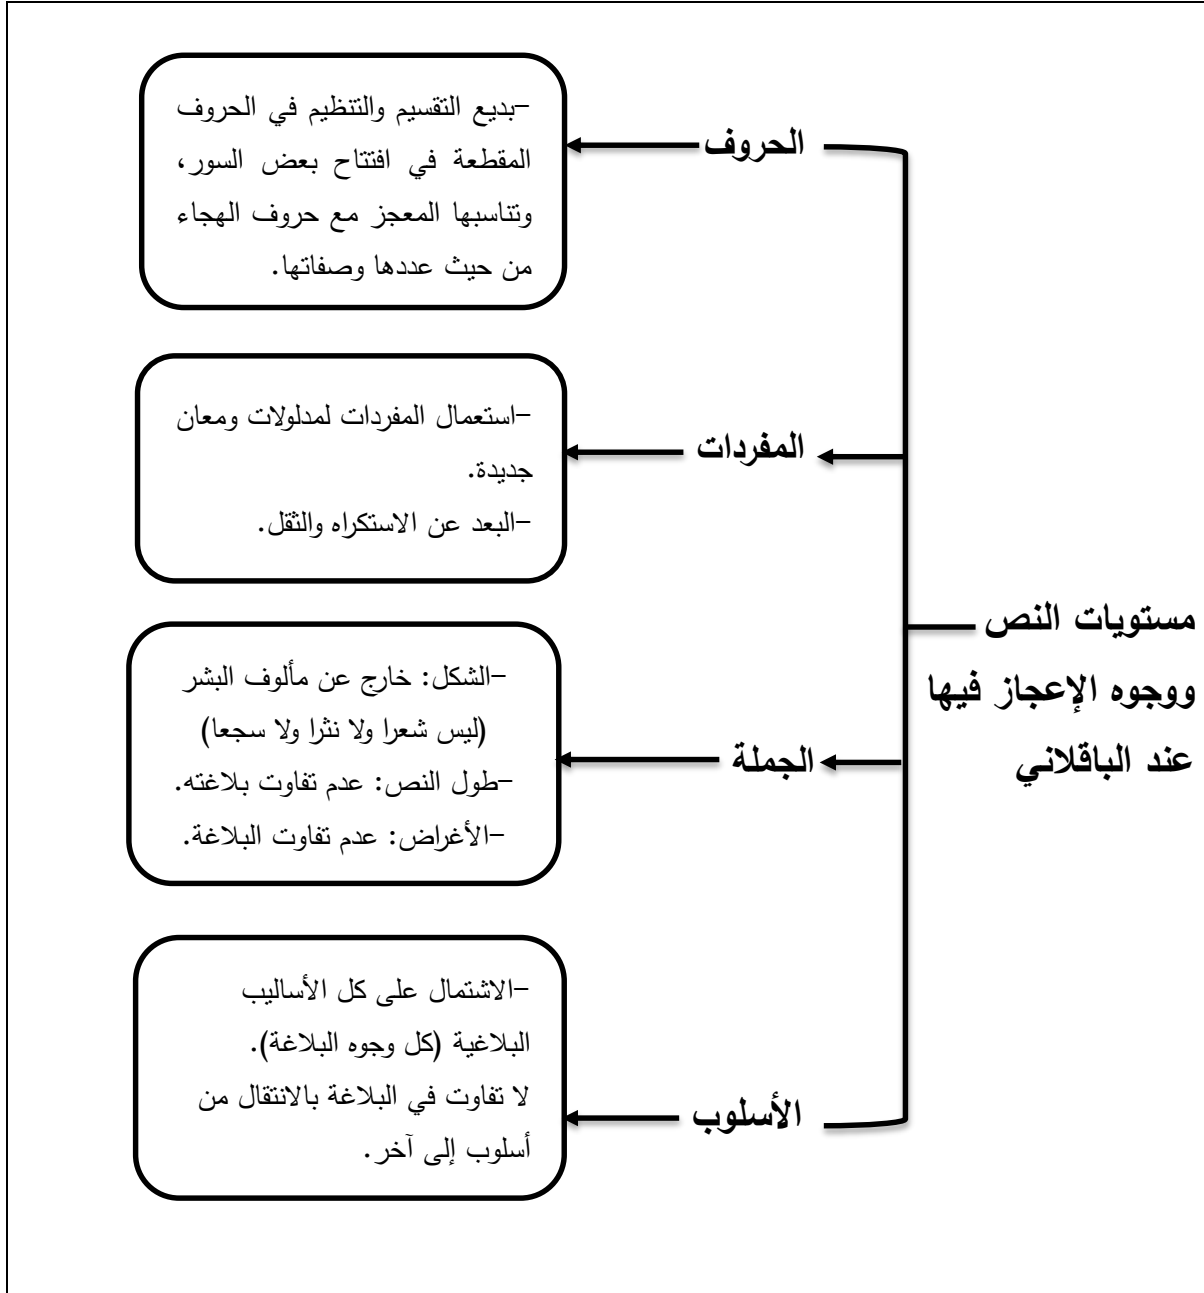 مستويات النص
ووجوه الإعجاز فيها
عند الباقلاني
الحروف
-بديع التقسيم والتنظيم في الحروف
المقطعة في افتتاح بعض السور،
وتناسبها المعجز مع حروف الهجاء
من حيث عددها وصفاتها.
المفردات
-استعمال المفردات لمدلولات ومعان
جديدة.
-البعد عن الاستكراه والثقل.
الجملة
-الشكل: خارج عن مألوف البشر
(ليس شعرا ولا نثرا ولا سجعا)
-طول النص: عدم تفاوت بلاغته.
-الأغراض: عدم تفاوت البلاغة.
الأسلوب
-الاشتمال على كل الأساليب
البلاغية (كل وجوه البلاغة).
لا تفاوت في البلاغة بالانتقال من
أسلوب إلى آخر.